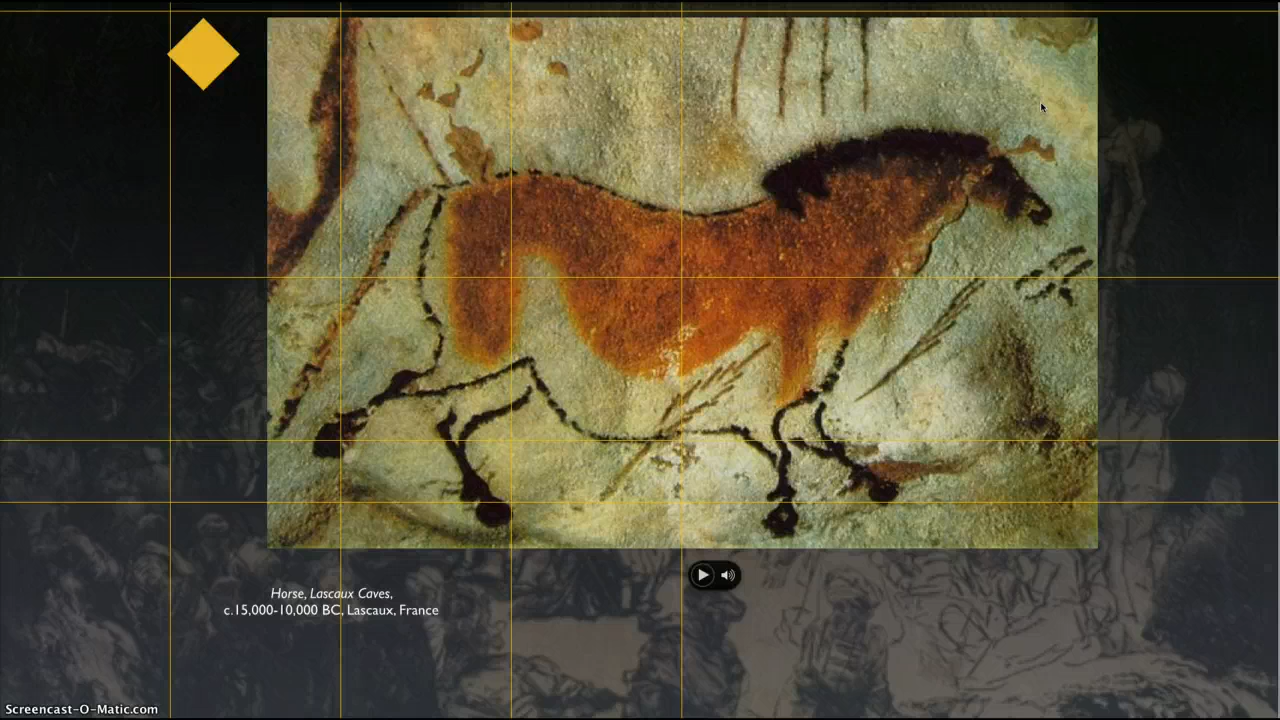 Horse, Lascaux Caves,
c.15,000-10,000 BC, Lascaux, France
Screencast-O-Matic.com